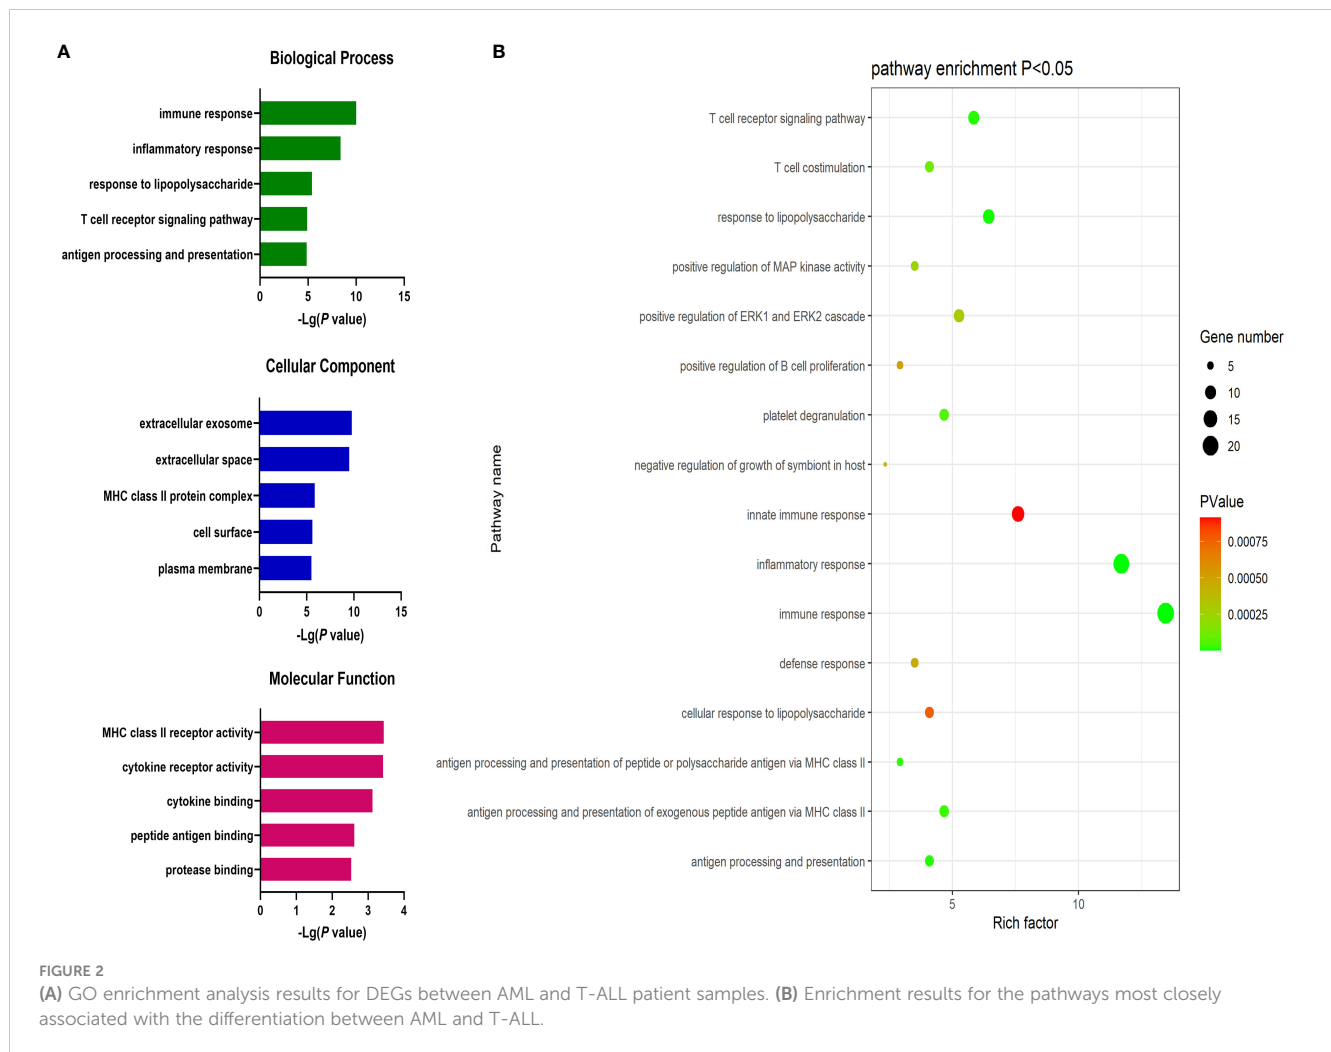 A
Biological Process
immune response
inflammatory response
response to lipopolysaccharide
T cell receptor signaling pathway
antigen processing and presentation
0 5 10 15
-Lg(P value)
Cellular Component
extracellular exosome
extracellular space
MHC class II protein complex
cell surface
plasma membrane
0 5 10 15
-Lg(P value)
Molecular Function
MHC class II receptor activity
cytokine receptor activity
cytokine binding
peptide antigen binding
protease binding
0 1 2 3 4
-Lg(P value)
B
pathway enrichment P<0.05
Pathway name
T cell receptor signaling pathway
T cell costimulation
response to lipopolysaccharide
positive regulation of MAP kinase activity
positive regulation of ERK1 and ERK2 cascade
positive regulation of B cell proliferation
platelet degranulation
negative regulation of growth of symbiont in host
innate immune response
inflammatory response
immune response
defense response
cellular response to lipopolysaccharide
antigen processing and presentation of peptide or polysaccharide antigen via MHC class II
antigen processing and presentation of exogenous peptide antigen via MHC class II
antigen processing and presentation
5 10
Rich factor
Gene number
5
10
15
20
PValue
0.00075
0.00050
0.00025
FIGURE 2
(A) GO enrichment analysis results for DEGs between AML and T-ALL patient samples. (B) Enrichment results for the pathways most closely
associated with the differentiation between AML and T-ALL.